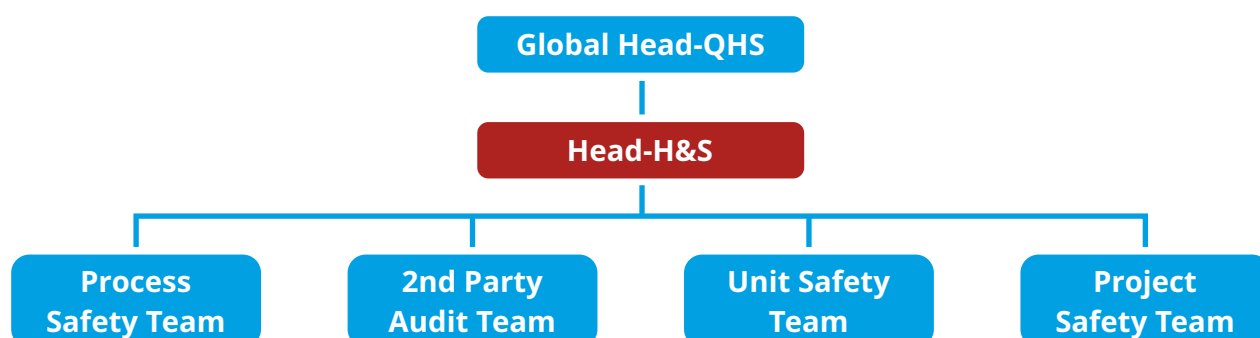 Global Head-QHS
Head-H&S
Process
Safety Team
2nd Party
Audit Team
Unit Safety
Team
Project
Safety Team